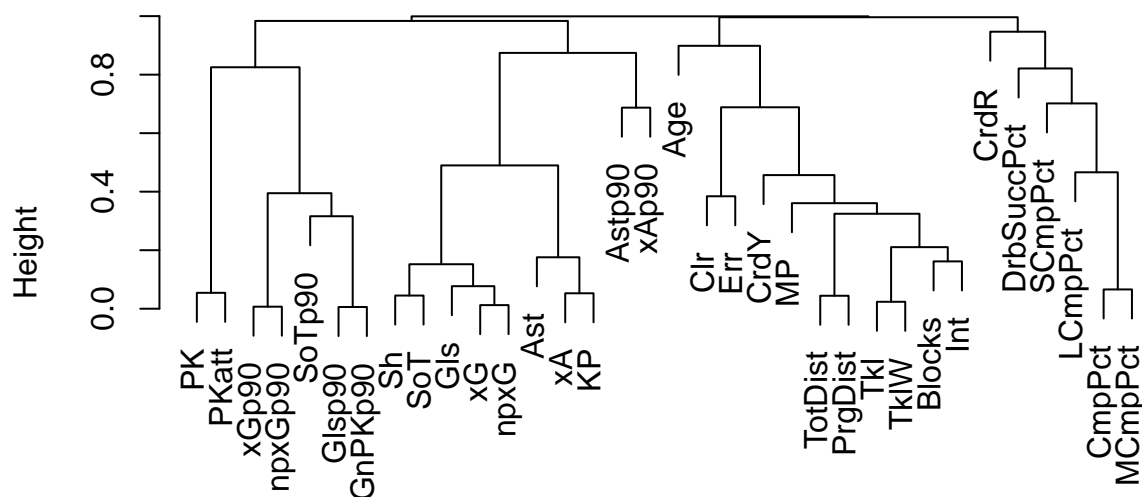 Height
0.8
0.4
0.0
PK
PKatt
xGp90
npxGp90
SoTp90
Glsp90
GnPKp90
Sh
SoT
Gls
xG
npxG
Ast
xA
KP
Astp90
xAp90
Age
Clr
Err
CrdY
MP
TotDist
PrgDist
Tkl
TklW
Blocks
Int
CrdR
DrbSuccPct
SCmpPct
LCmpPct
CmpPct
MCmpPct